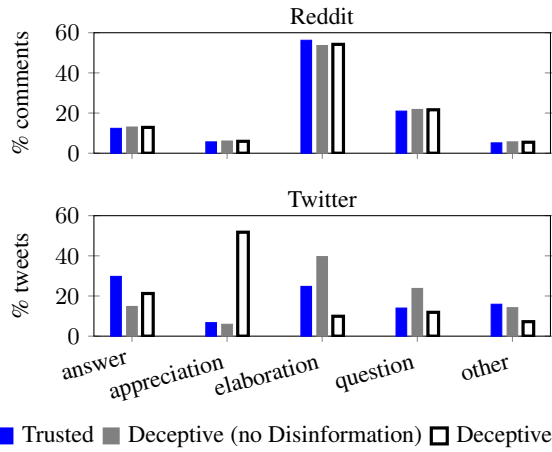 Reddit
60
40
20
0
% comments
Twitter
60
40
20
0
% tweets
answer
appreciation
elaboration
question
other
Trusted Deceptive (no Disinformation) Deceptive